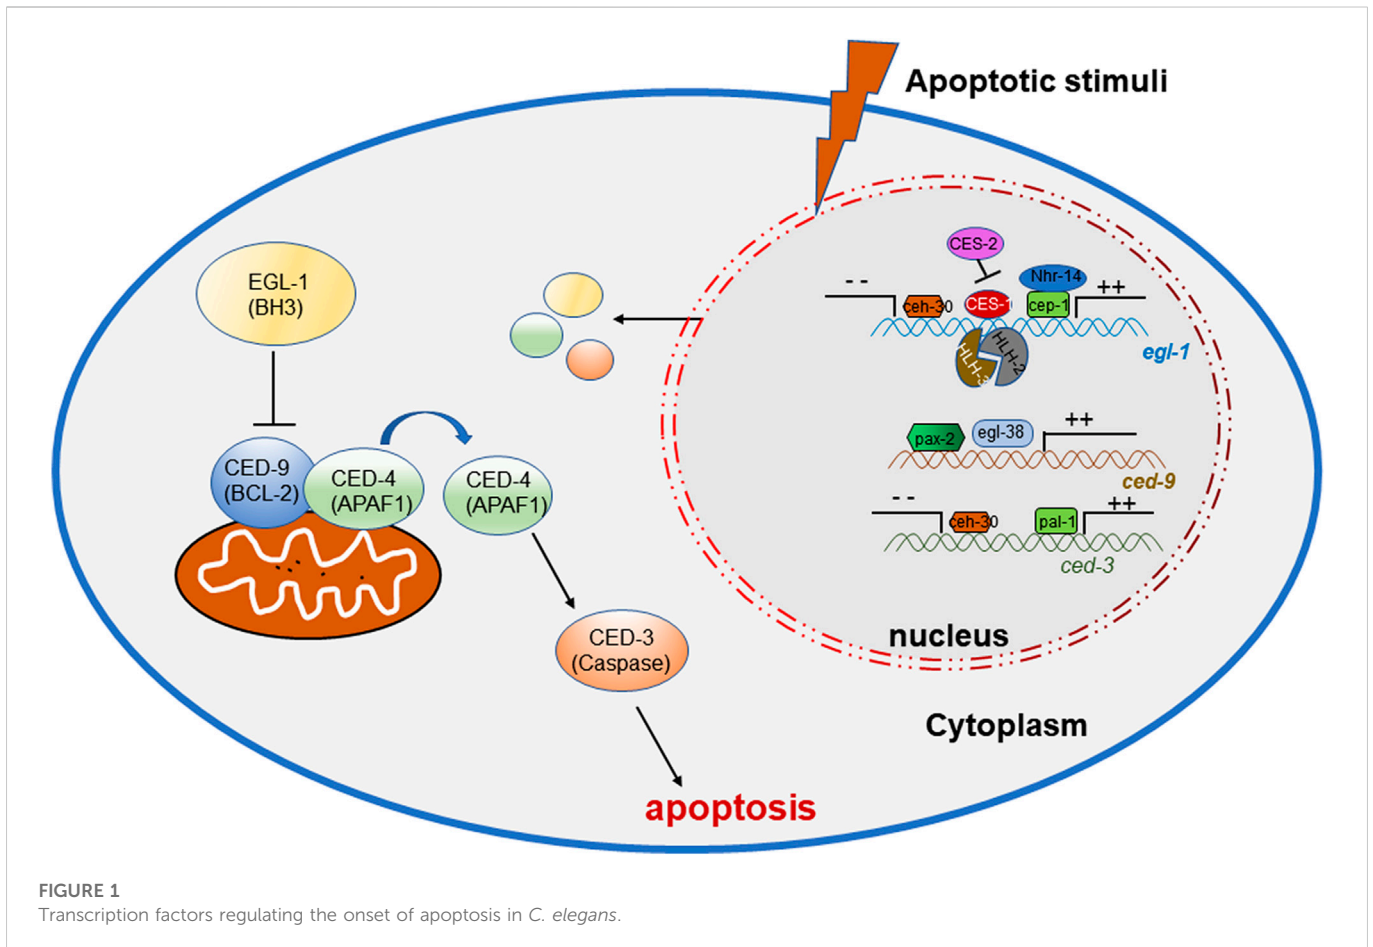 Apoptotic stimuli
EGL-1
(BH3)
CED-9
(BCL-2)
CED-4
(APAF1)
CED-4
(APAF1)
CED-3
(Caspase)
apoptosis
CES-2
Nhr-14
- -
ceh-30
CES-1
cep-1
++
HLH-3
HLH-2
egl-1
pax-2
egl-38
++
ced-9
- -
ceh-30
pal-1
++
ced-3
nucleus
Cytoplasm
FIGURE 1
Transcription factors regulating the onset of apoptosis in C. elegans.